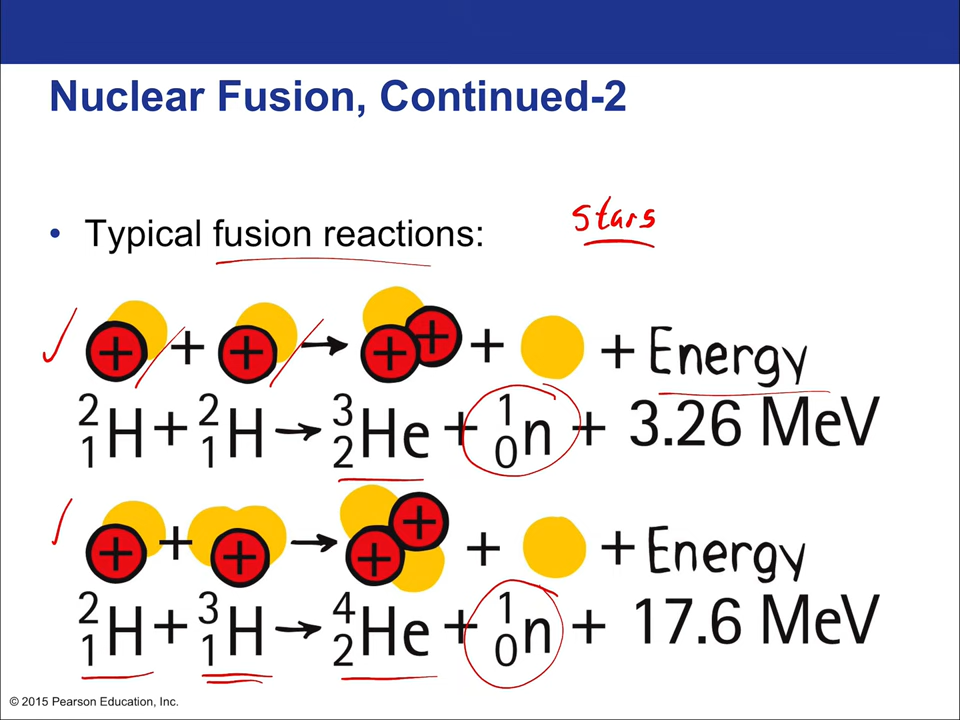 Nuclear Fusion, Continued-2
• Typical fusion reactions:
stars
+ + → + + + + Energy
²₁H + ²₁H → ³₂He + ¹₀n + 3.26 MeV
+ + + → + + + + Energy
²₁H + ³₁H → ⁴₂He + ¹₀n + 17.6 MeV
© 2015 Pearson Education, Inc.